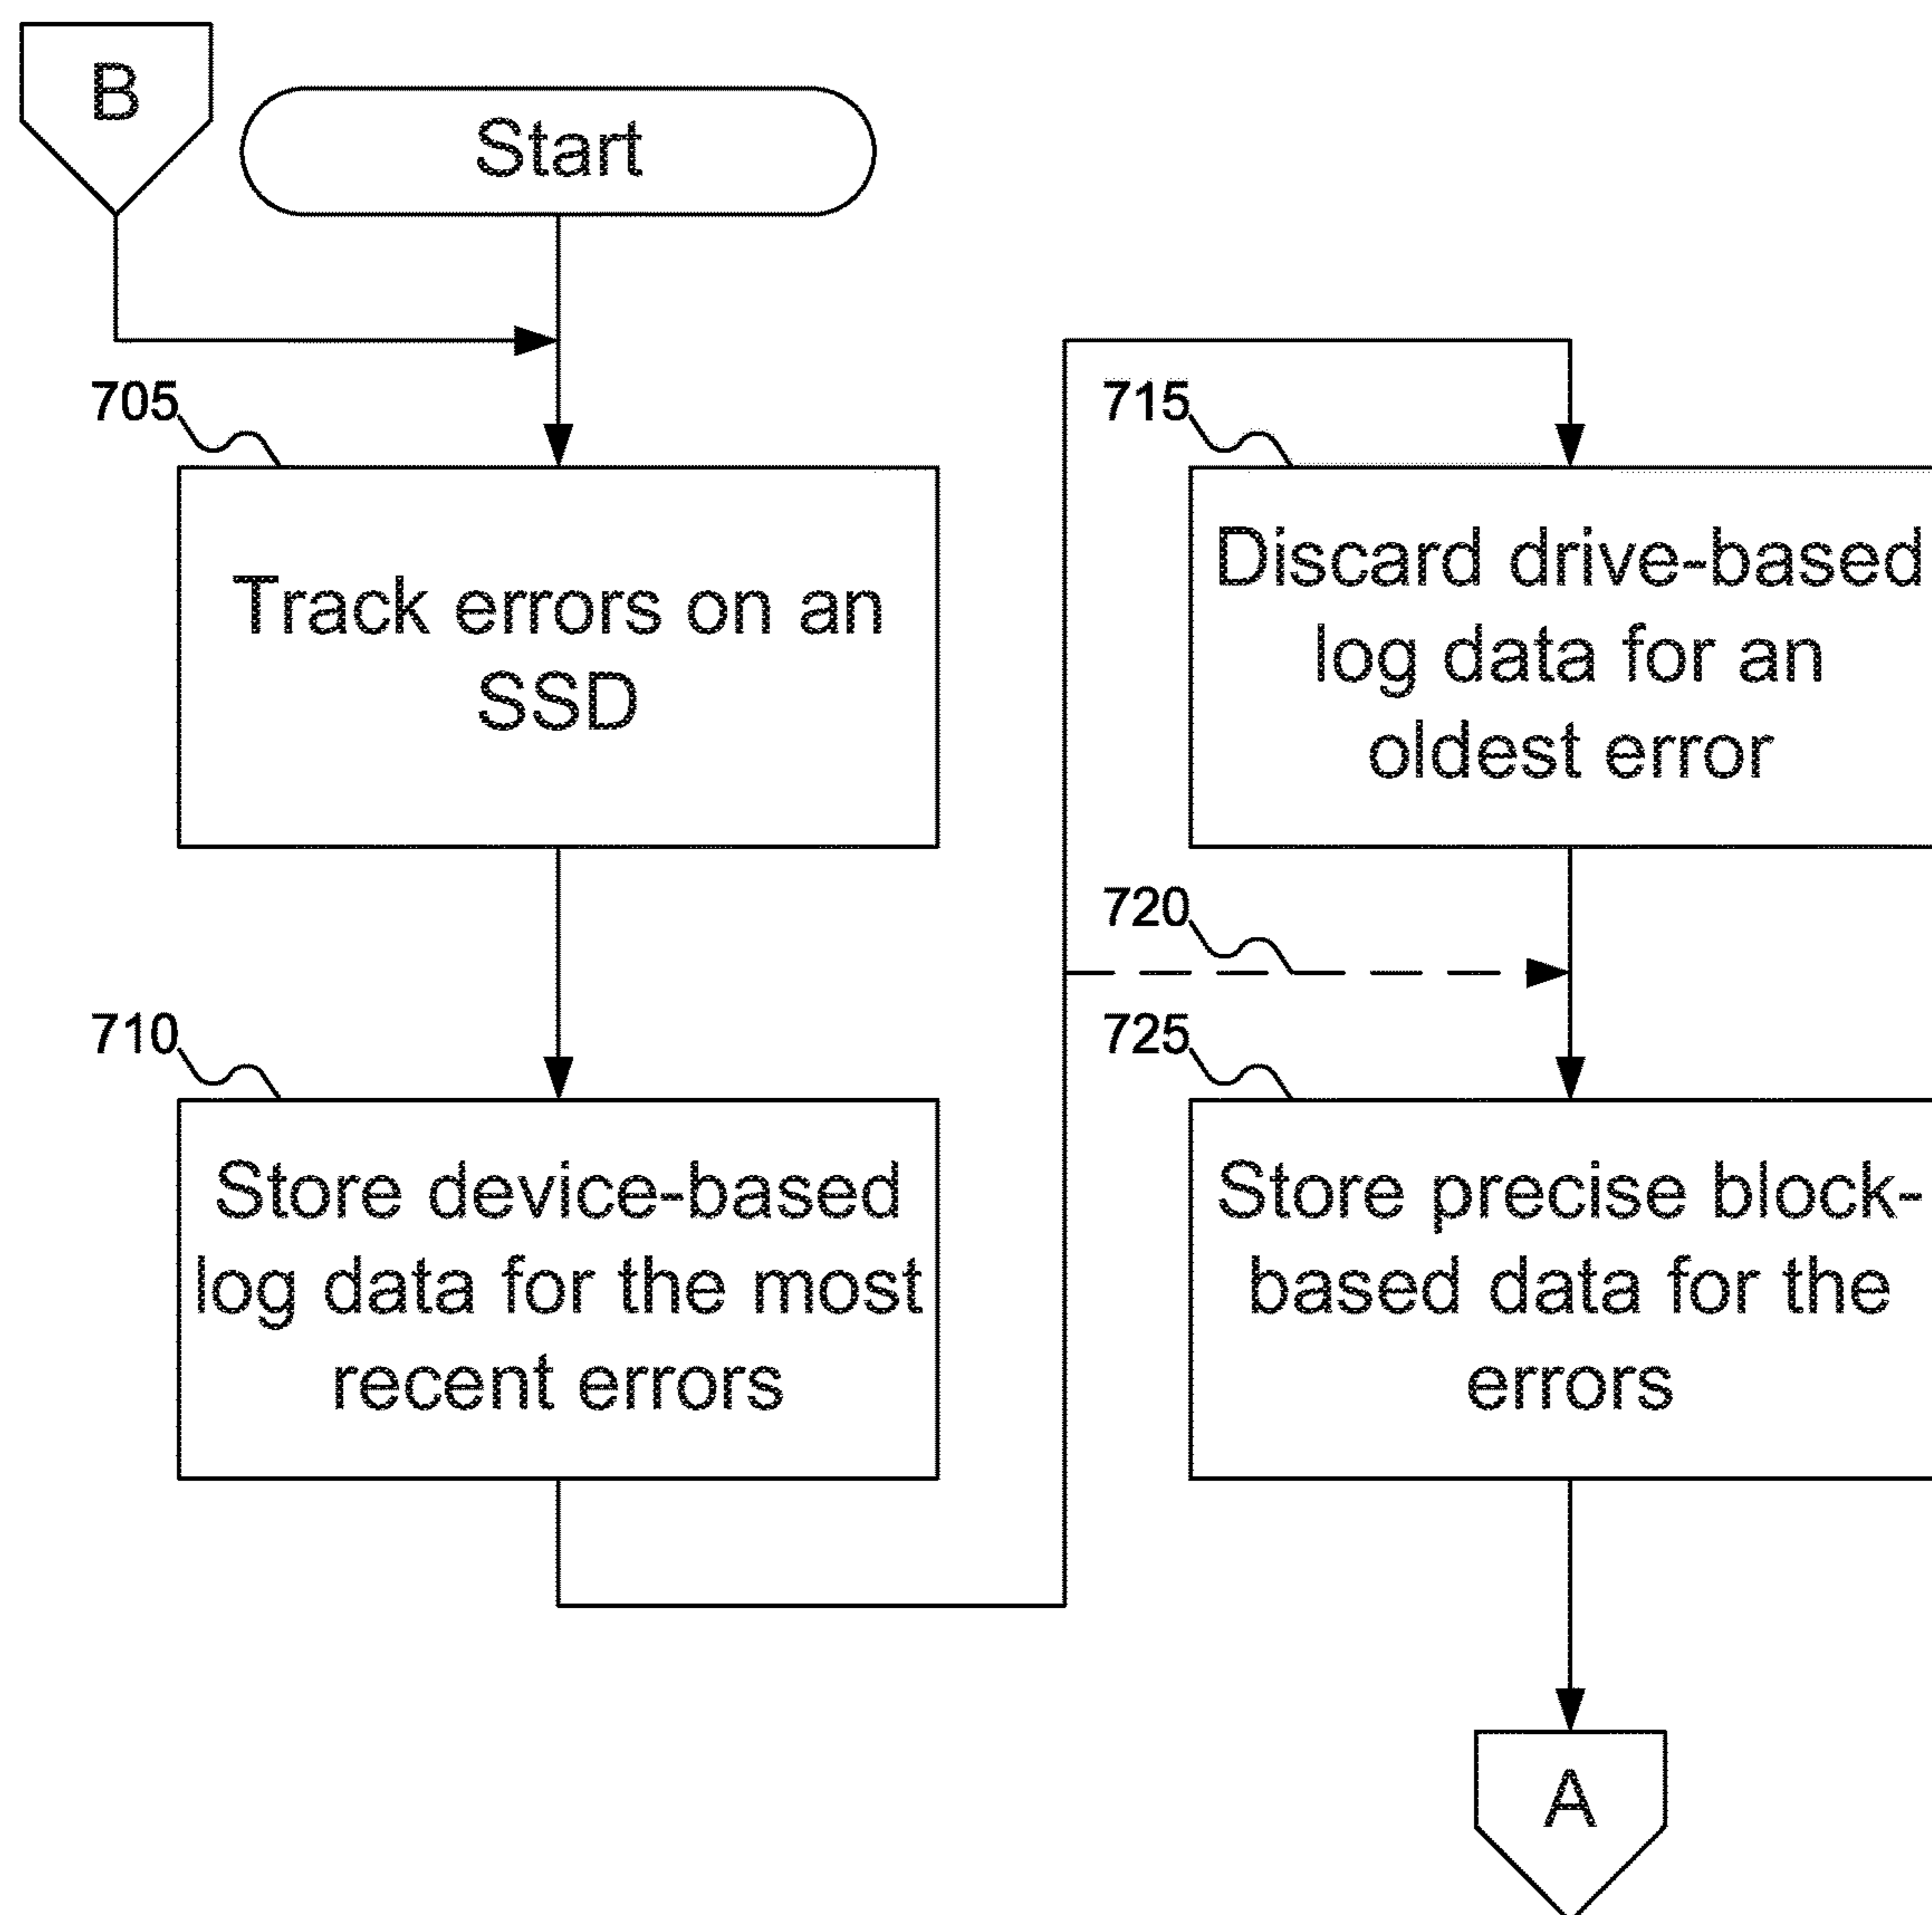 B
Start
705
Track errors on an
SSD
710
Store device-based
log data for the most
recent errors
715
Discard drive-based
log data for an
oldest error
720
725
Store precise block-
based data for the
errors
A